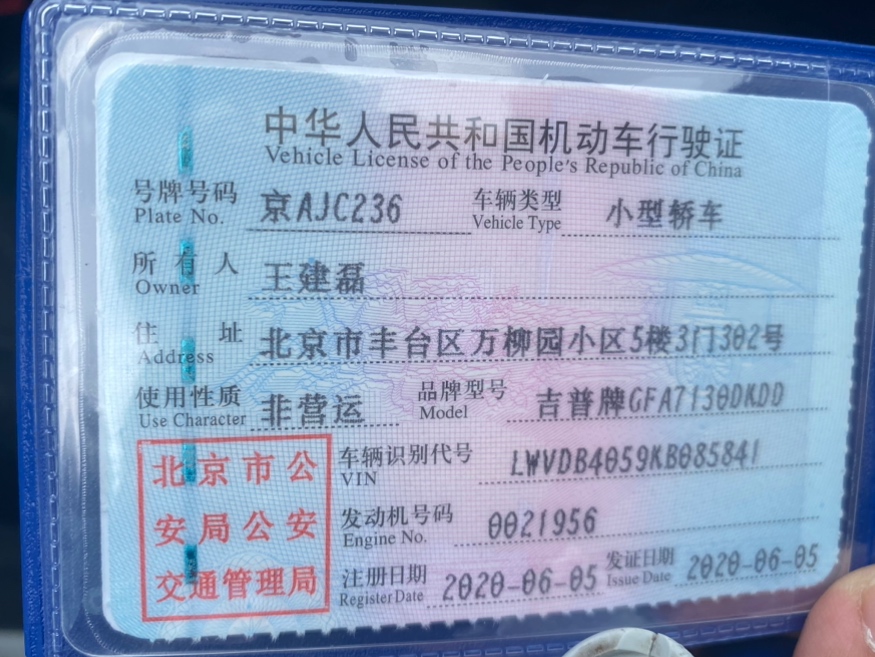 中华人民共和国机动车行驶证
Vehicle License of the People's Republic of China
号牌号码 京AJC236 车辆类型 小型轿车
Plate No. Vehicle Type
所有人 王建磊
Owner
住址 北京市丰台区万柳园小区5楼3门302号
Address
使用性质 非营运 品牌型号 吉普牌GFA7130DKDD
Use Character Model
北京市公安局公安交通管理局
车辆识别代号 LWVDB4059KB085841
VIN
发动机号码 0021956
Engine No.
注册日期 2020-06-05 发证日期 2020-06-05
Register Date Issue Date